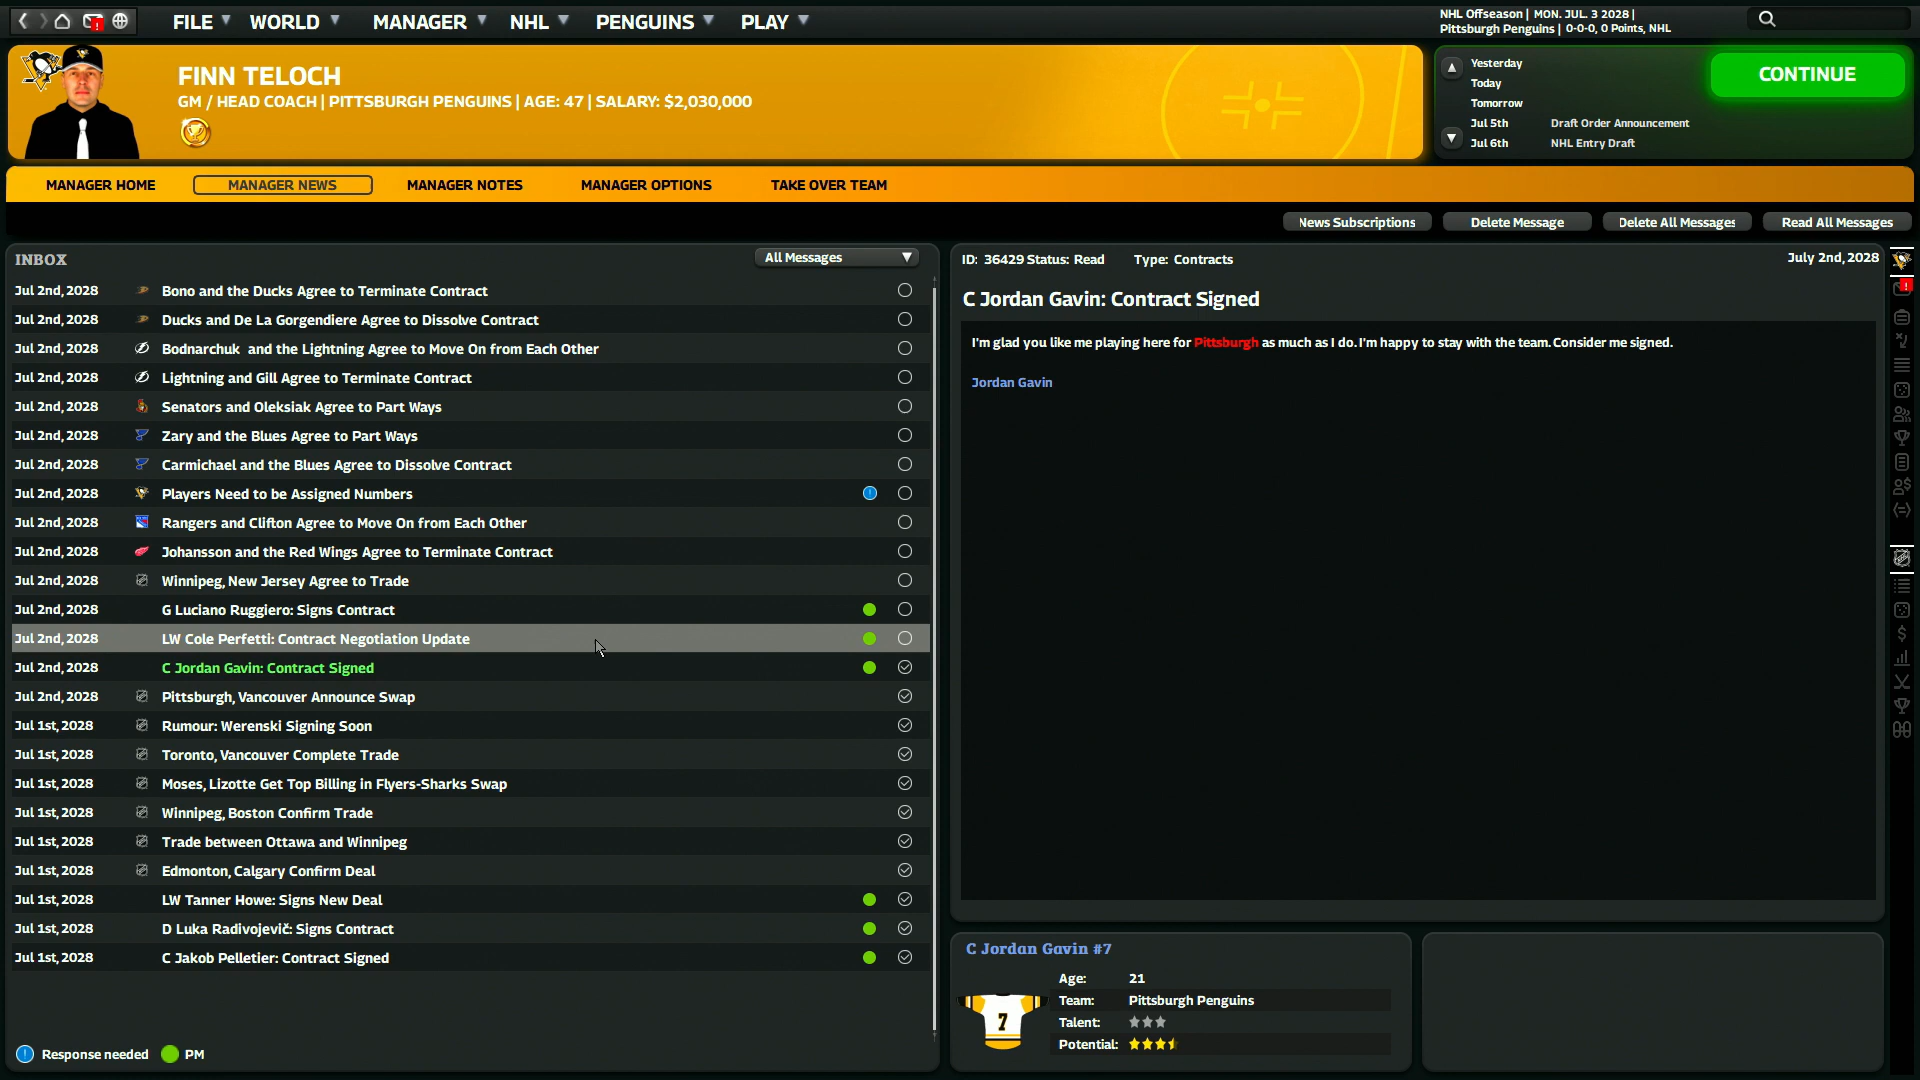 FILE WORLD MANAGER NHL PENGUINS PLAY
NHL Offseason | MON. JUL. 3 2028 |
Pittsburgh Penguins | 0-0-0, 0 Points, NHL
FINN TELOCH
GM / HEAD COACH | PITTSBURGH PENGUINS | AGE: 47 | SALARY: $2,030,000
Yesterday
Today
Tomorrow
Jul 5th Draft Order Announcement
Jul 6th NHL Entry Draft
CONTINUE
MANAGER HOME MANAGER NEWS MANAGER NOTES MANAGER OPTIONS TAKE OVER TEAM
News Subscriptions Delete Message Delete All Messages Read All Messages
INBOX All Messages
Jul 2nd, 2028 Bono and the Ducks Agree to Terminate Contract
Jul 2nd, 2028 Ducks and De La Gorgendiere Agree to Dissolve Contract
Jul 2nd, 2028 Bodnarchuk and the Lightning Agree to Move On from Each Other
Jul 2nd, 2028 Lightning and Gill Agree to Terminate Contract
Jul 2nd, 2028 Senators and Oleksiak Agree to Part Ways
Jul 2nd, 2028 Zary and the Blues Agree to Part Ways
Jul 2nd, 2028 Carmichael and the Blues Agree to Dissolve Contract
Jul 2nd, 2028 Players Need to be Assigned Numbers
Jul 2nd, 2028 Rangers and Clifton Agree to Move On from Each Other
Jul 2nd, 2028 Johansson and the Red Wings Agree to Terminate Contract
Jul 2nd, 2028 Winnipeg, New Jersey Agree to Trade
Jul 2nd, 2028 G Luciano Ruggiero: Signs Contract
Jul 2nd, 2028 LW Cole Perfetti: Contract Negotiation Update
Jul 2nd, 2028 C Jordan Gavin: Contract Signed
Jul 2nd, 2028 Pittsburgh, Vancouver Announce Swap
Jul 1st, 2028 Rumour: Werenski Signing Soon
Jul 1st, 2028 Toronto, Vancouver Complete Trade
Jul 1st, 2028 Moses, Lizotte Get Top Billing in Flyers-Sharks Swap
Jul 1st, 2028 Winnipeg, Boston Confirm Trade
Jul 1st, 2028 Trade between Ottawa and Winnipeg
Jul 1st, 2028 Edmonton, Calgary Confirm Deal
Jul 1st, 2028 LW Tanner Howe: Signs New Deal
Jul 1st, 2028 D Luka Radivojevič: Signs Contract
Jul 1st, 2028 C Jakob Pelletier: Contract Signed
Response needed PM
ID: 36429 Status: Read Type: Contracts July 2nd, 2028
C Jordan Gavin: Contract Signed
I'm glad you like me playing here for Pittsburgh as much as I do. I'm happy to stay with the team. Consider me signed.
Jordan Gavin
C Jordan Gavin #7
7
Age: 21
Team: Pittsburgh Penguins
Talent:
Potential: